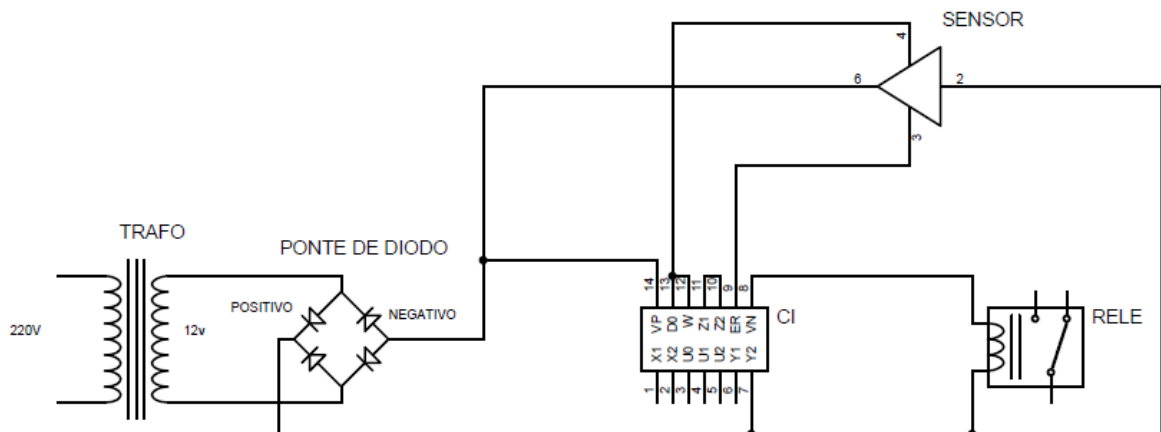 SENSOR
4
6
2
3
TRAFO
PONTE DE DIODO
POSITIVO
NEGATIVO
220V
12v
14 13 12 11 10 9 8
VP D0 W Z1 Z2 ER VN
CI
RELE
X1 X2 U0 U1 U2 Y1 Y2
1 2 3 4 5 6 7